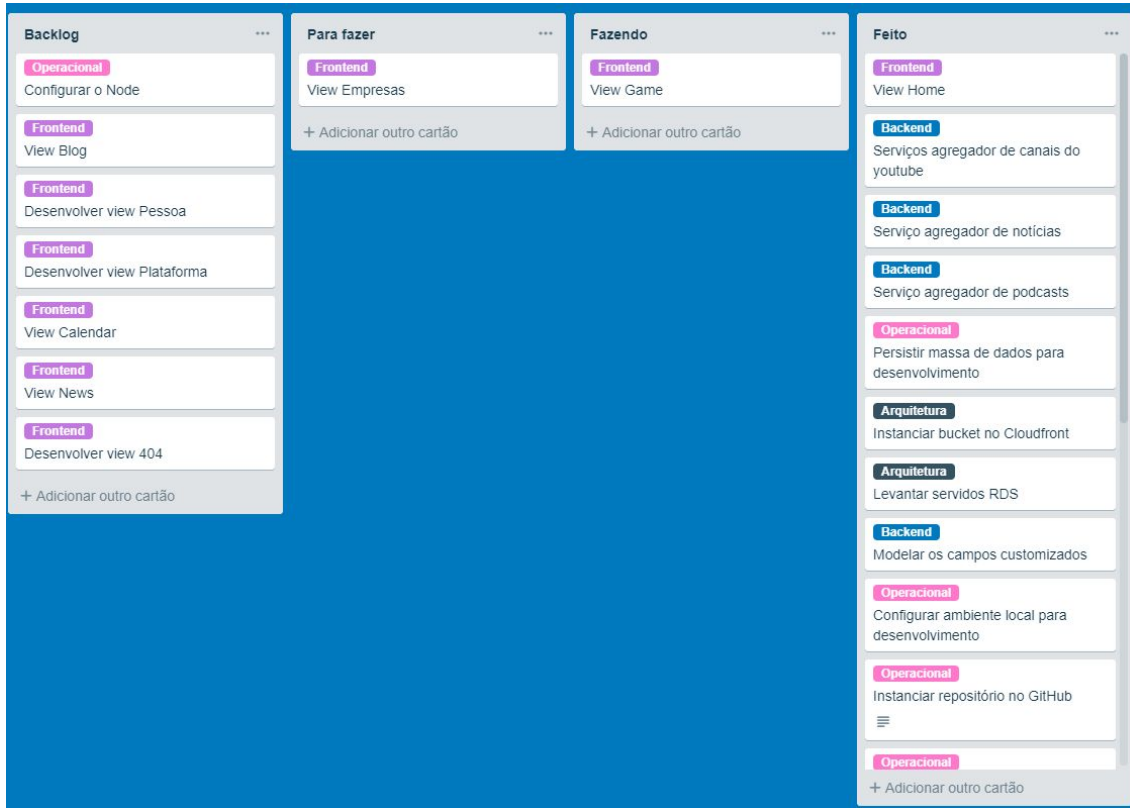 Backlog
Operacional
Configurar o Node
Frontend
View Blog
Frontend
Desenvolver view Pessoa
Frontend
Desenvolver view Plataforma
Frontend
View Calendar
Frontend
View News
Frontend
Desenvolver view 404
+ Adicionar outro cartão
Para fazer
Frontend
View Empresas
+ Adicionar outro cartão
Fazendo
Frontend
View Game
+ Adicionar outro cartão
Feito
Frontend
View Home
Backend
Serviços agregador de canais do
youtube
Backend
Serviço agregador de notícias
Backend
Serviço agregador de podcasts
Operacional
Persistir massa de dados para
desenvolvimento
Arquitetura
Instanciar bucket no Cloudfront
Arquitetura
Levantar servidos RDS
Backend
Modelar os campos customizados
Operacional
Configurar ambiente local para
desenvolvimento
Operacional
Instanciar repositório no GitHub
Operacional
+ Adicionar outro cartão